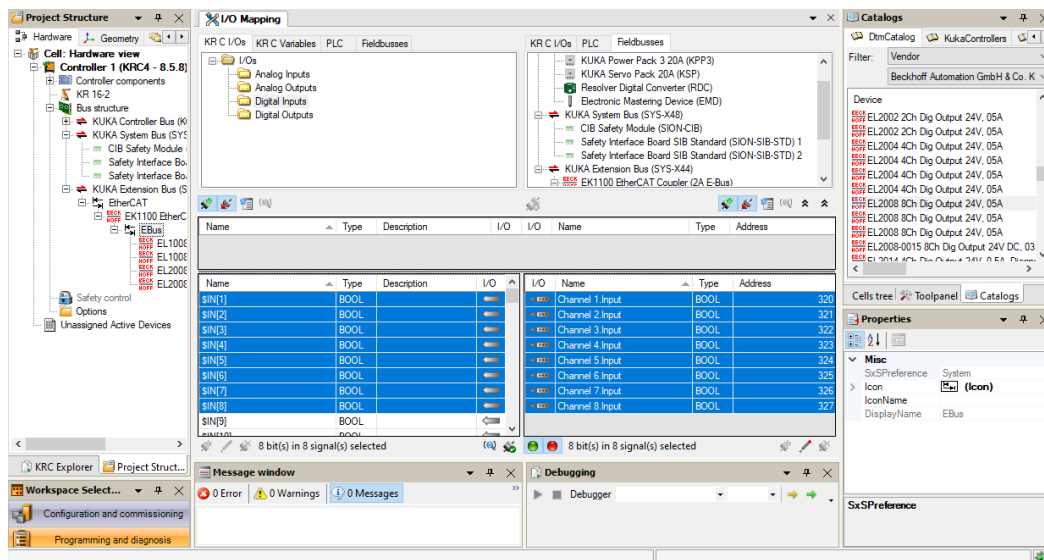 Project Structure
Hardware
Geometry
Cell: Hardware view
Controller 1 (KRC4 - 8.5.8)
Controller components
KR 16-2
Bus structure
KUKA Controller Bus (K
KUKA System Bus (SYS
CIB Safety Module
Safety Interface Bo
Safety Interface Bo
KUKA Extension Bus (S
EtherCAT
EK1100 EtherC
EBus
EL1008
EL1008
EL2008
EL2008
Safety control
Options
Unassigned Active Devices
KRC Explorer
Project Struct...
Workspace Select...
Configuration and commissioning
Programming and diagnosis
I/O Mapping
KR C I/Os
KR C Variables
PLC
Fieldbusses
I/Os
Analog Inputs
Analog Outputs
Digital Inputs
Digital Outputs
KR C I/Os
PLC
Fieldbusses
KUKA Power Pack 3 20A (KPP3)
KUKA Servo Pack 20A (KSP)
Resolver Digital Converter (RDC)
Electronic Mastering Device (EMD)
KUKA System Bus (SYS-X48)
CIB Safety Module (SION-CIB)
Safety Interface Board SIB Standard (SION-SIB-STD) 1
Safety Interface Board SIB Standard (SION-SIB-STD) 2
KUKA Extension Bus (SYS-X44)
EK1100 EtherCAT Coupler (2A E-Bus)
Name Type Description I/O I/O Name Type Address
Name Type Description I/O I/O Name Type Address
$IN[1] BOOL Channel 1.Input BOOL 320
$IN[2] BOOL Channel 2.Input BOOL 321
$IN[3] BOOL Channel 3.Input BOOL 322
$IN[4] BOOL Channel 4.Input BOOL 323
$IN[5] BOOL Channel 5.Input BOOL 324
$IN[6] BOOL Channel 6.Input BOOL 325
$IN[7] BOOL Channel 7.Input BOOL 326
$IN[8] BOOL Channel 8.Input BOOL 327
$IN[9] BOOL
$IN[10] BOOL
8 bit(s) in 8 signal(s) selected
8 bit(s) in 8 signal(s) selected
Message window
0 Error
0 Warnings
0 Messages
Debugging
Debugger
Catalogs
DtmCatalog
KukaControllers
Filter: Vendor
Beckhoff Automation GmbH & Co. K
Device
EL2002 2Ch Dig Output 24V, 05A
EL2002 2Ch Dig Output 24V, 05A
EL2004 4Ch Dig Output 24V, 05A
EL2004 4Ch Dig Output 24V, 05A
EL2004 4Ch Dig Output 24V, 05A
EL2004 4Ch Dig Output 24V, 05A
EL2008 8Ch Dig Output 24V, 05A
EL2008 8Ch Dig Output 24V, 05A
EL2008 8Ch Dig Output 24V, 05A
EL2008-0015 8Ch Dig Output 24V DC, 03
Cells tree
Toolpanel
Catalogs
Properties
Misc
SxSPreference System
Icon (Icon)
IconName
DisplayName EBus
SxSPreference